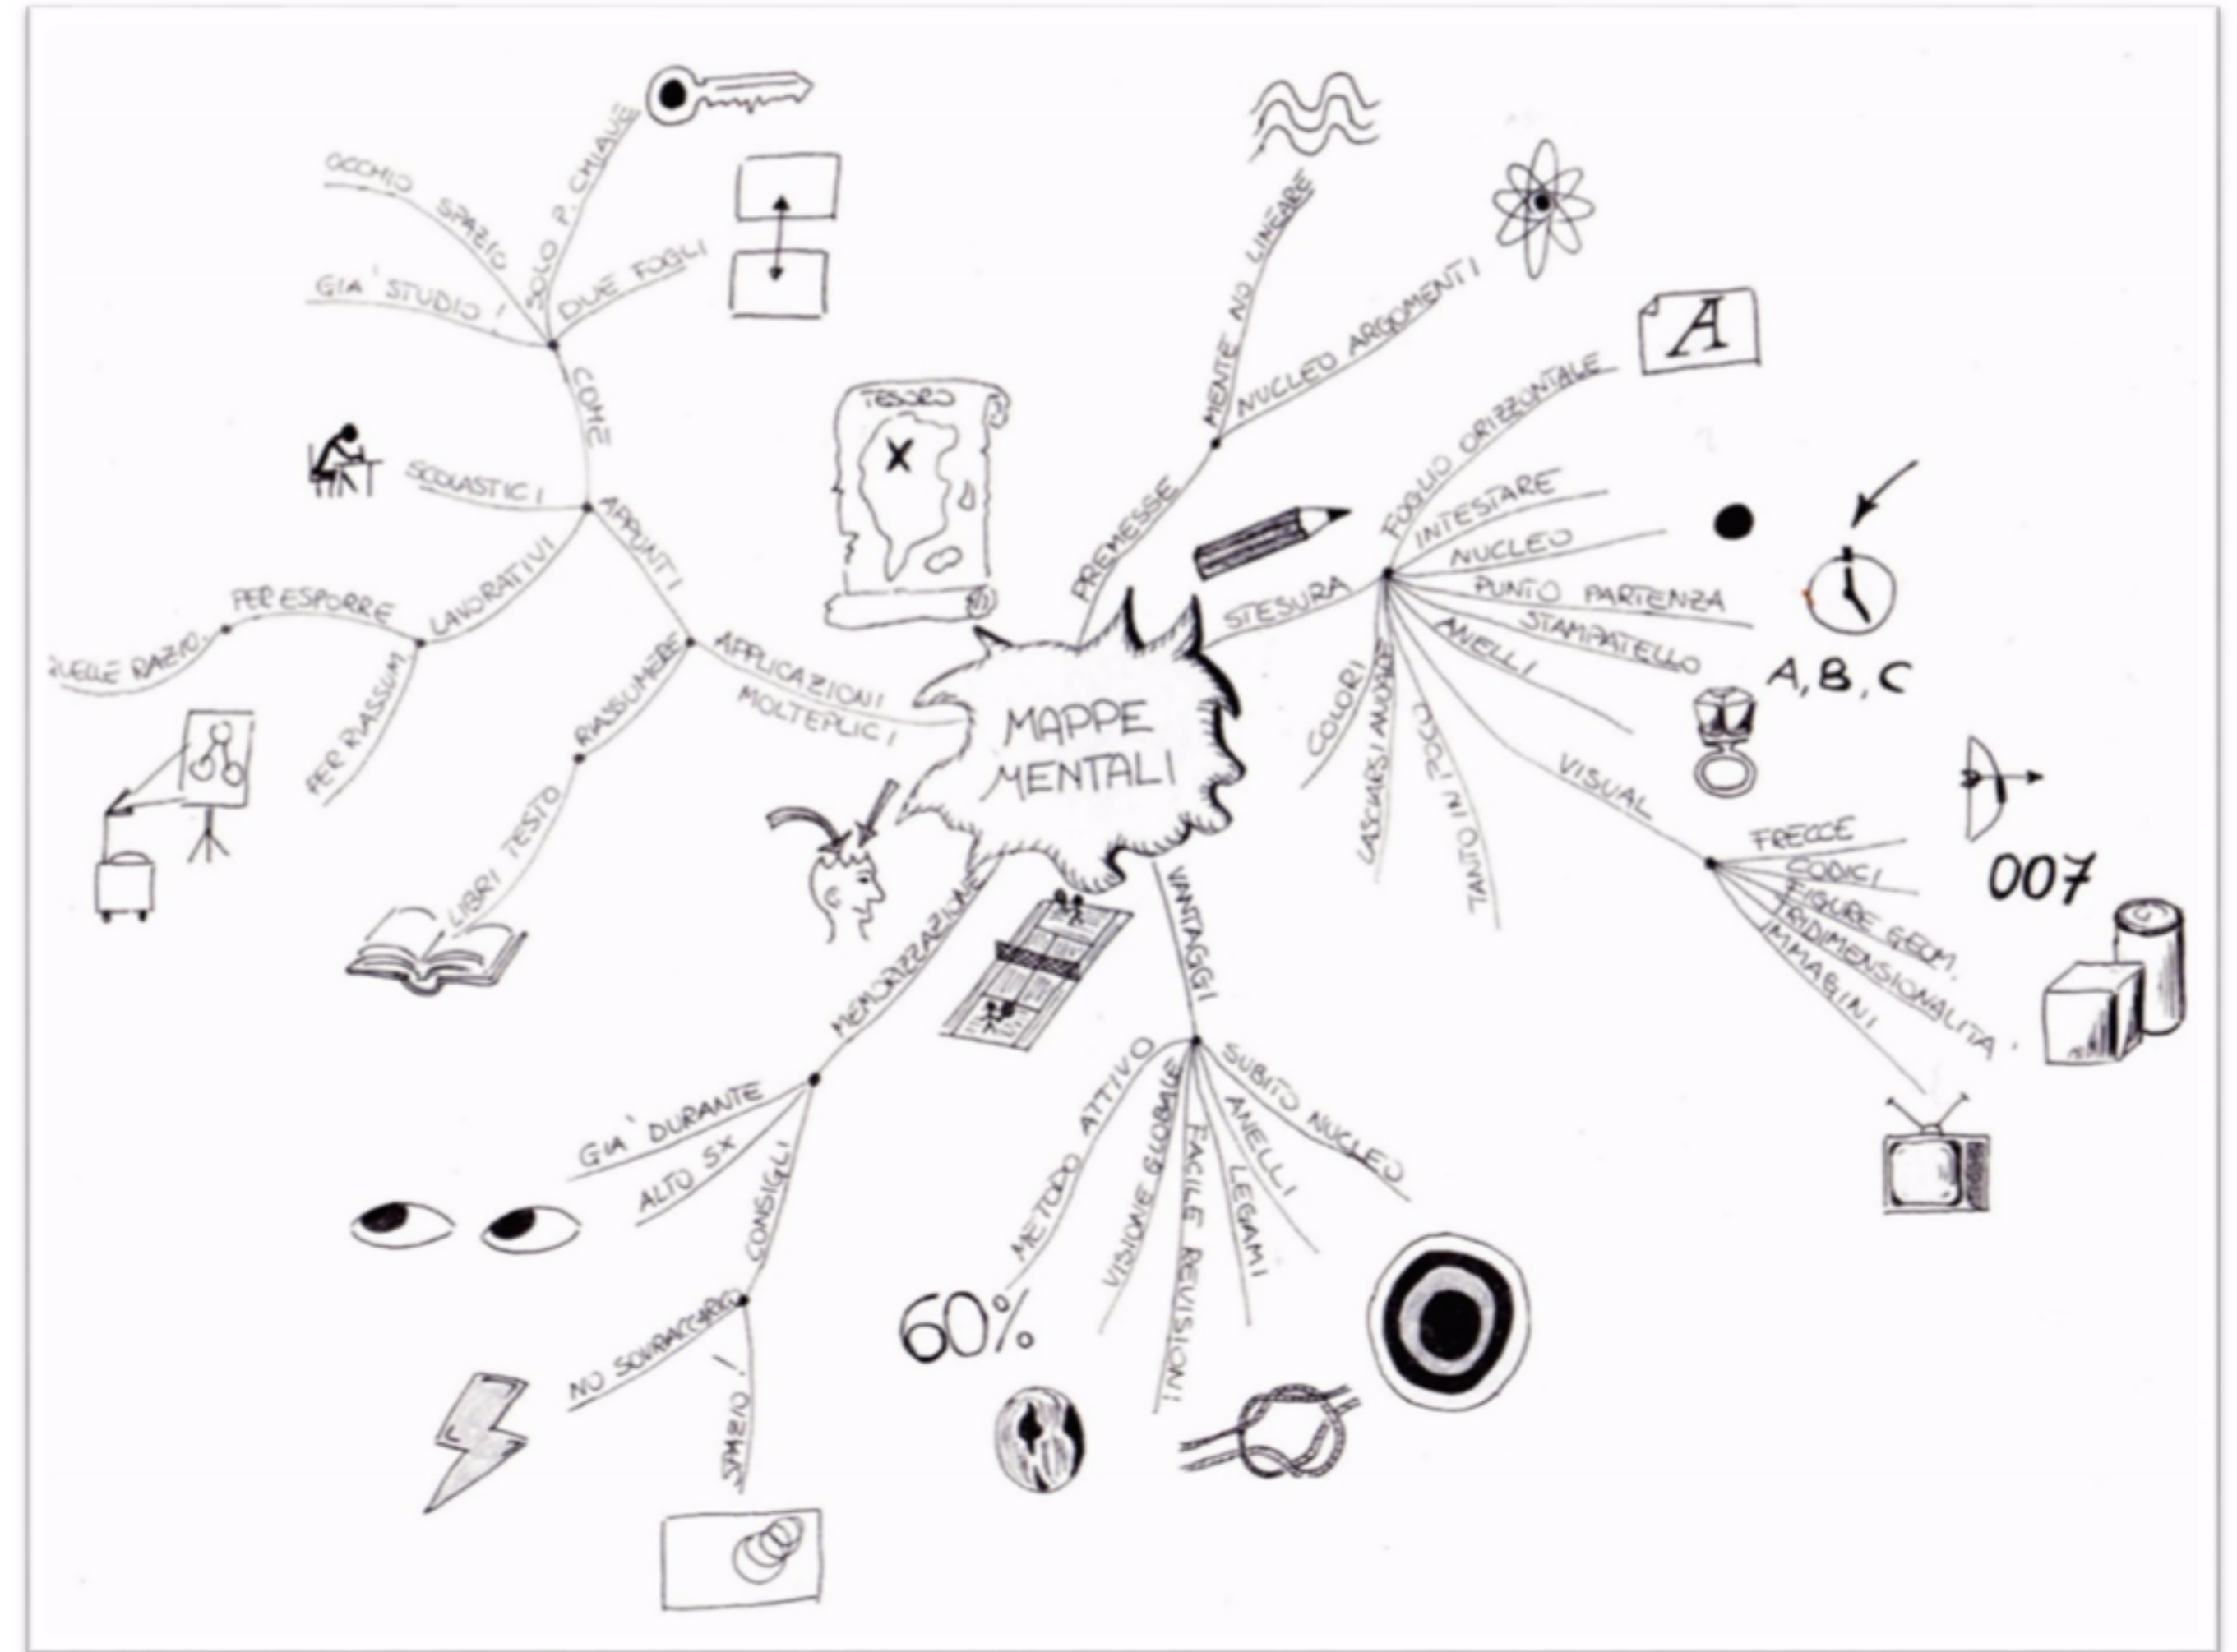 MAPPE
MENTALI
PREMESSE
MENTE NO LINEARE
NUCLEO ARGOMENTI
STESURA
FOGLIO ORIZZONTALE
A
INTESTARE
NUCLEO
PUNTO PARTENZA
STAMPATELLO
A, B, C
ANELLI
VISUAL
FRECCE
CODICI
007
FIGURE GEOM.
TRIDIMENSIONALITA'
IMMAGINI
TANTO IN POCO
LASCIARSI ANDARE
COLORI
VANTAGGI
SUBITO NUCLEO
ANELLI
LEGAMI
FACILE REVISIONI
VISIONE GLOBALE
METODO ATTIVO
60%
MEMORIZZAZIONE
GIA' DURANTE
ALTO SX
CONSIGLI
NO SOVRACCARICO
SPAZIO!
APPLICAZIONI
MOLTEPLICI
RIASSUMERE
LIBRI TESTO
APPUNTI
LAVORATIVI
PER RIASSUM
PER ESPORRE
RAZIO.
SCOLASTICI
COME
GIA' STUDIO!
OCCHIO SPAZIO
SOLO P. CHIAVE
DUE FOGLI
TESORO
X